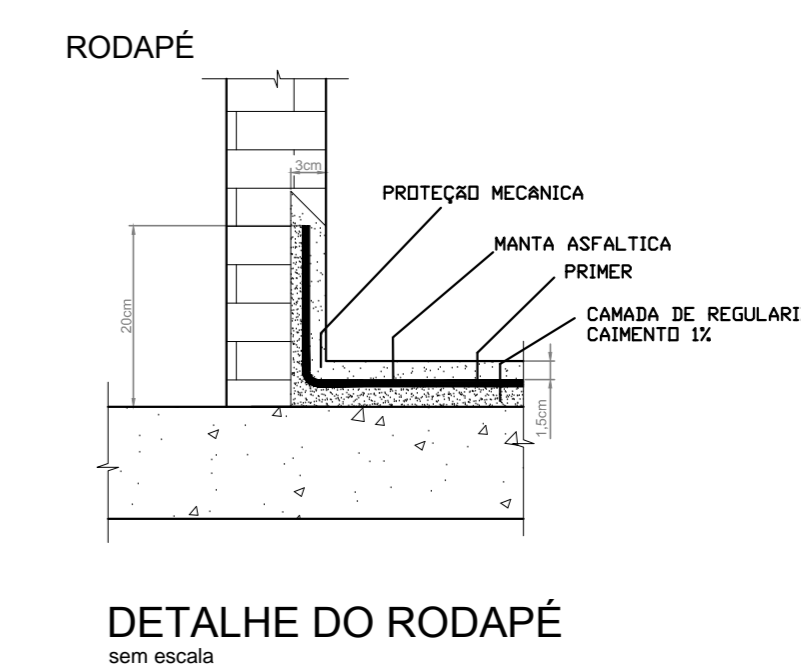 RODAPÉ
3cm
PROTEÇÃO MECÂNICA
MANTA ASFALTICA
PRIMER
CAMADA DE REGULARI
CAIMENTO 1%
20cm
1,5cm
DETALHE DO RODAPÉ
sem escala